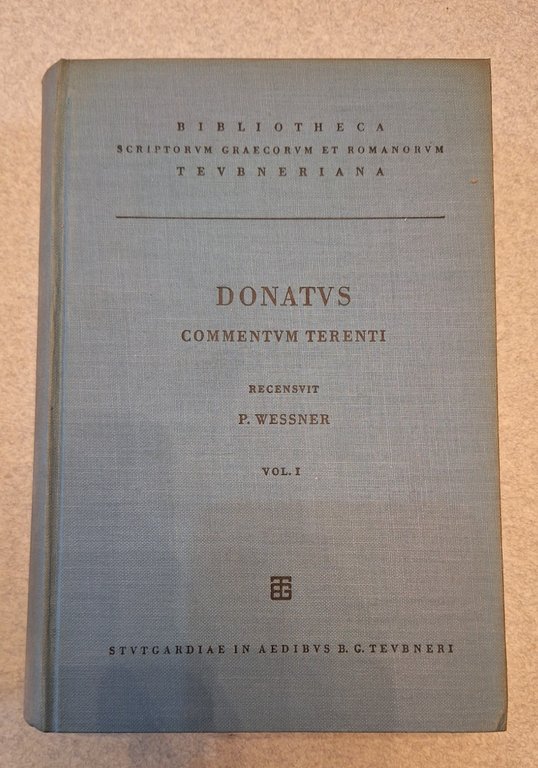 BIBLIOTHECA
SCRIPTORVM GRAECORVM ET ROMANORVM
TEVBNERIANA
DONATVS
COMMENTVM TERENTI
RECENSVIT
P. WESSNER
VOL. I
STVTGARDIAE IN AEDIBVS B. G. TEVBNERI